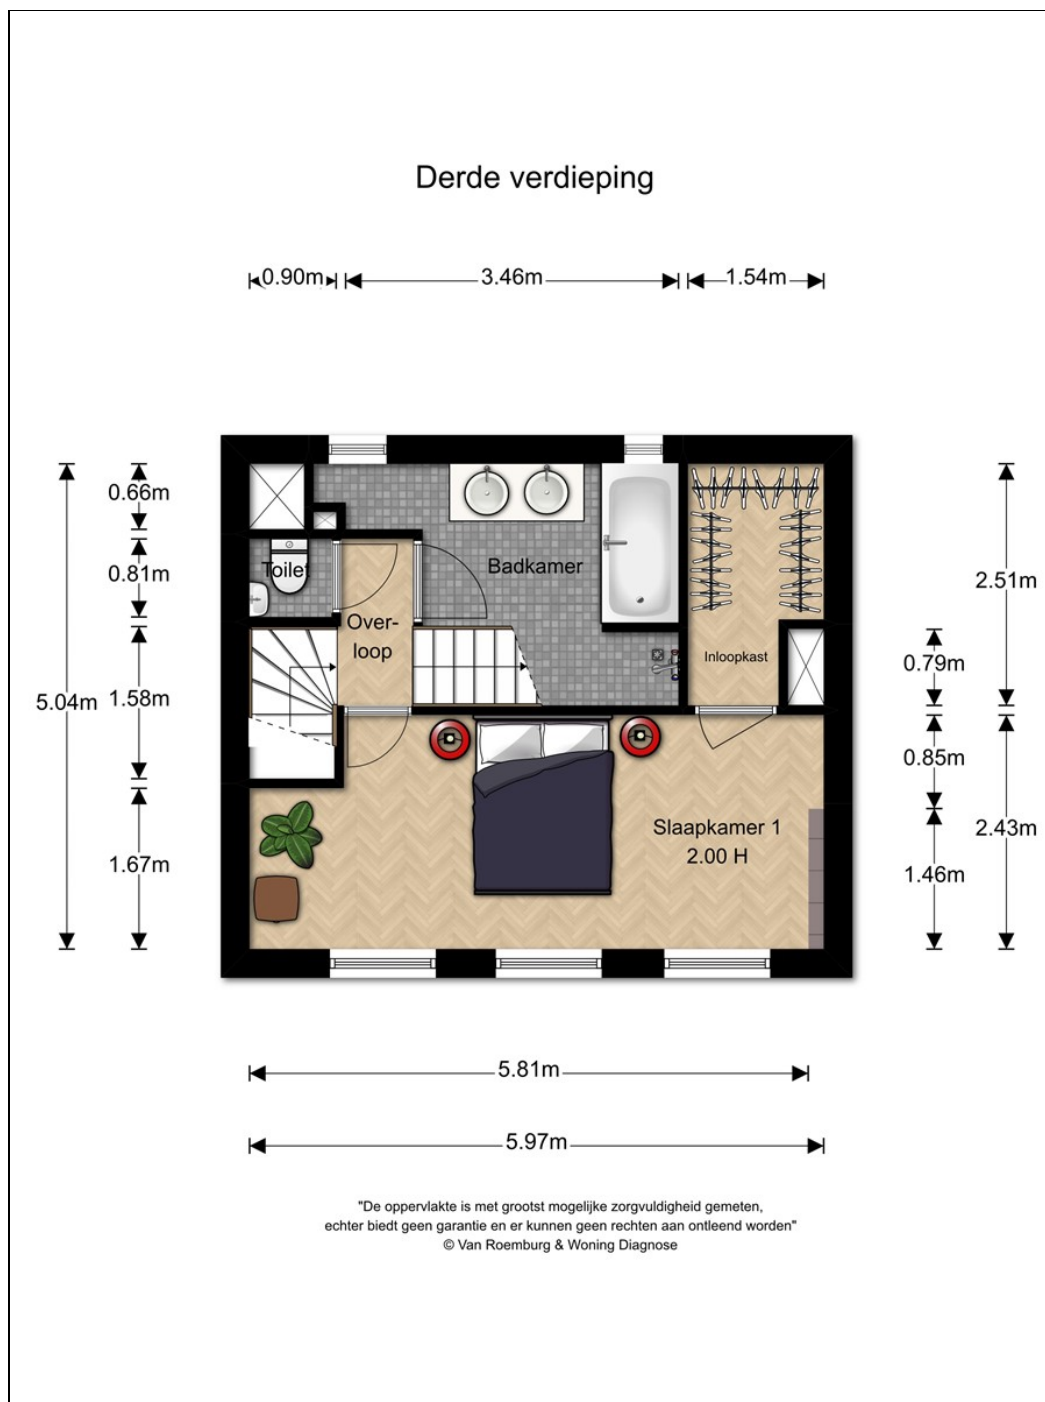 Derde verdieping
0.90m
3.46m
1.54m
0.66m
0.81m
1.58m
5.04m
1.67m
Toilet
Badkamer
Over-
loop
Inloopkast
Slaapkamer 1
2.00 H
2.51m
0.79m
0.85m
2.43m
1.46m
5.81m
5.97m
"De oppervlakte is met grootst mogelijke zorgvuldigheid gemeten,
echter biedt geen garantie en er kunnen geen rechten aan ontleend worden"
© Van Roemburg & Woning Diagnose